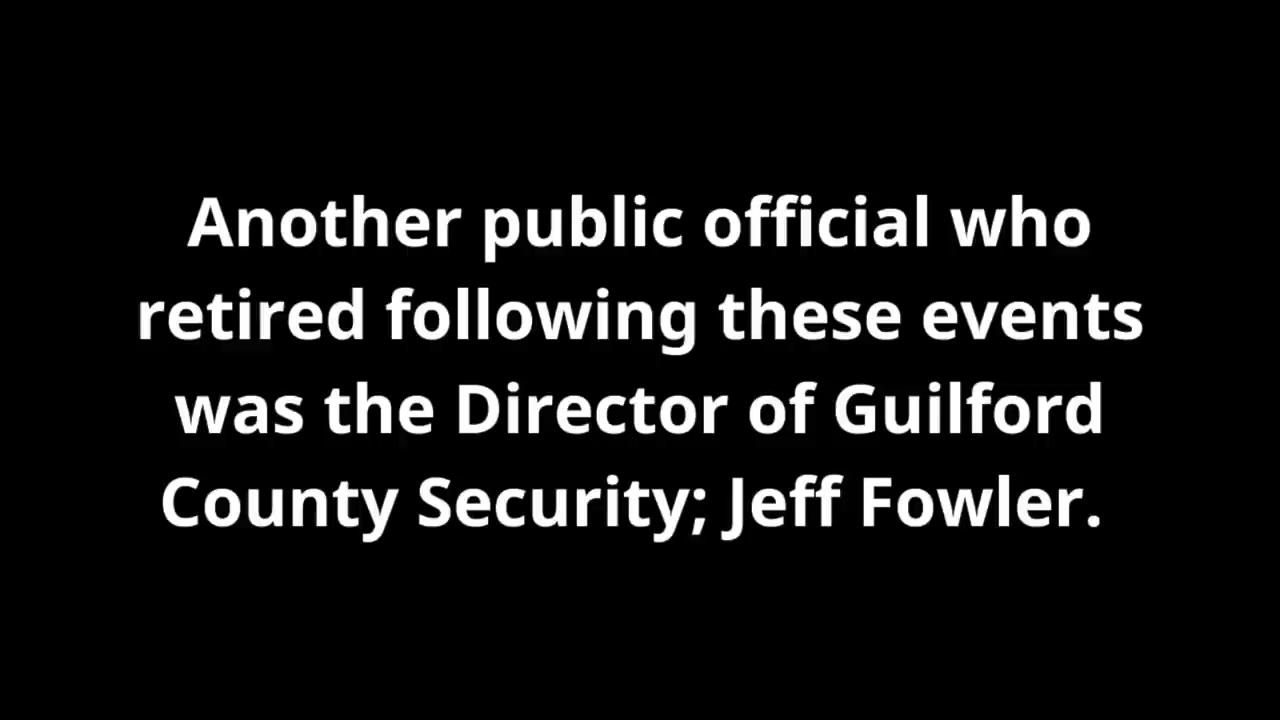 Another public official who
retired following these events
was the Director of Guilford
County Security; Jeff Fowler.